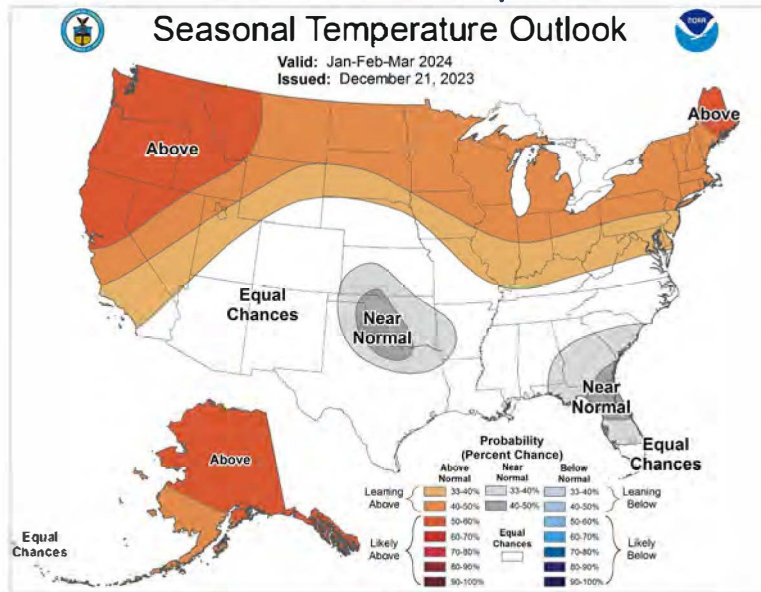 Seasonal Temperature Outlook
Valid: Jan-Feb-Mar 2024
Issued: December 21, 2023
Above
Above
Equal
Chances
Near
Normal
Near
Normal
Equal
Chances
Above
Equal
Chances
Probability
(Percent Chance)
Above
Normal
Near
Normal
Below
Normal
Leaning
Above
33-40%
33-40%
33-40%
Leaning
Below
40-50%
40-50%
40-50%
Likely
Above
50-60%
50-60%
Likely
Below
60-70%
60-70%
70-80%
70-80%
80-90%
80-90%
90-100%
90-100%
Equal
Chances